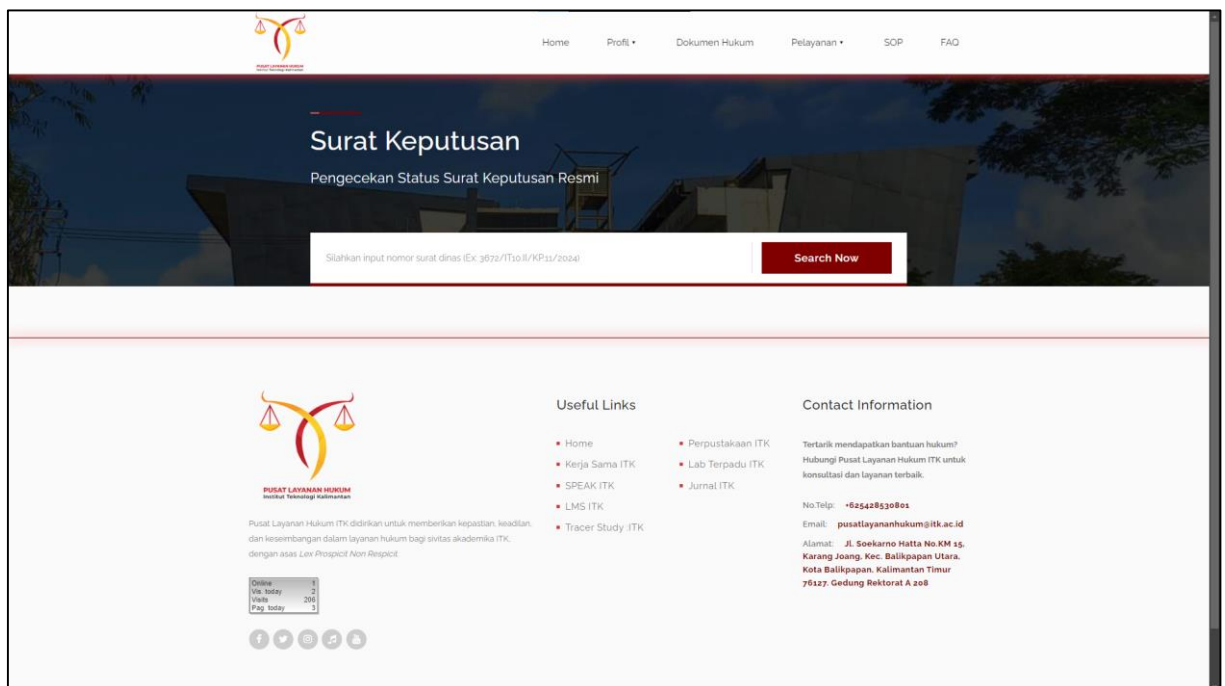 PUSAT LAYANAN HUKUM
Institut Teknologi Kalimantan
Home Profil Dokumen Hukum Pelayanan SOP FAQ
Surat Keputusan
Pengecekan Status Surat Keputusan Resmi
Silahkan input nomor surat dinas (Ex: 3672/IT10.II/KP.11/2024)
Search Now
PUSAT LAYANAN HUKUM
Institut Teknologi Kalimantan
Pusat Layanan Hukum ITK didirikan untuk memberikan kepastian, keadilan,
dan keseimbangan dalam layanan hukum bagi sivitas akademika ITK,
dengan asas Lex Prospicit Non Respicit.
Online 1
Vis. today 2
Visits 206
Pag. today 3
Useful Links
Home
Kerja Sama ITK
SPEAK ITK
LMS ITK
Tracer Study :ITK
Perpustakaan ITK
Lab Terpadu ITK
Jurnal ITK
Contact Information
Tertarik mendapatkan bantuan hukum?
Hubungi Pusat Layanan Hukum ITK untuk
konsultasi dan layanan terbaik.
No.Telp: +625428530801
Email: pusatlayananhukum@itk.ac.id
Alamat: Jl. Soekarno Hatta No.KM 15,
Karang Joang, Kec. Balikpapan Utara,
Kota Balikpapan. Kalimantan Timur
76127. Gedung Rektorat A 208